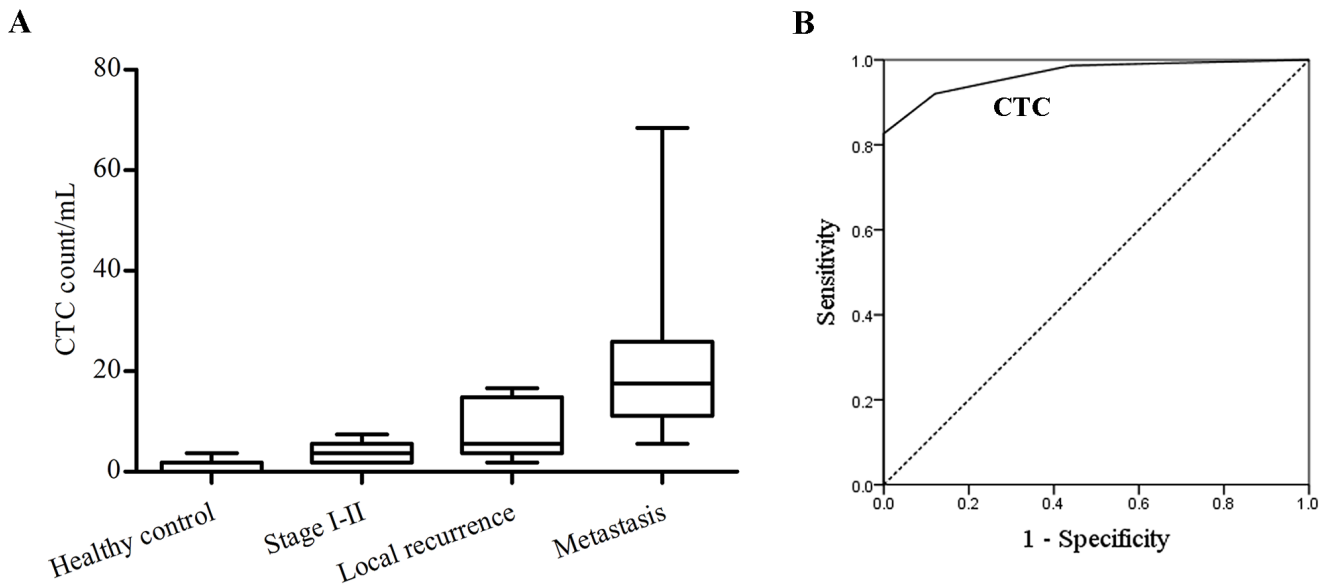 A
CTC count/mL
80
60
40
20
0
Healthy control
Stage I-II
Local recurrence
Metastasis
B
Sensitivity
1.0
0.8
0.6
0.4
0.2
0.0
CTC
0.0 0.2 0.4 0.6 0.8 1.0
1 - Specificity